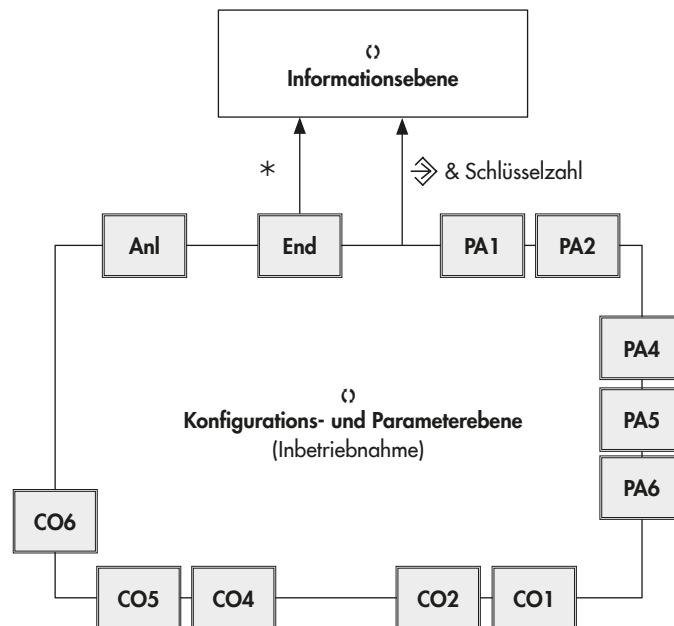 Informationsebene
*
& Schlüsselzahl
Anl
End
PA1
PA2
PA4
Konfigurations- und Parameterebene
(Inbetriebnahme)
PA5
PA6
CO6
CO5
CO4
CO2
CO1